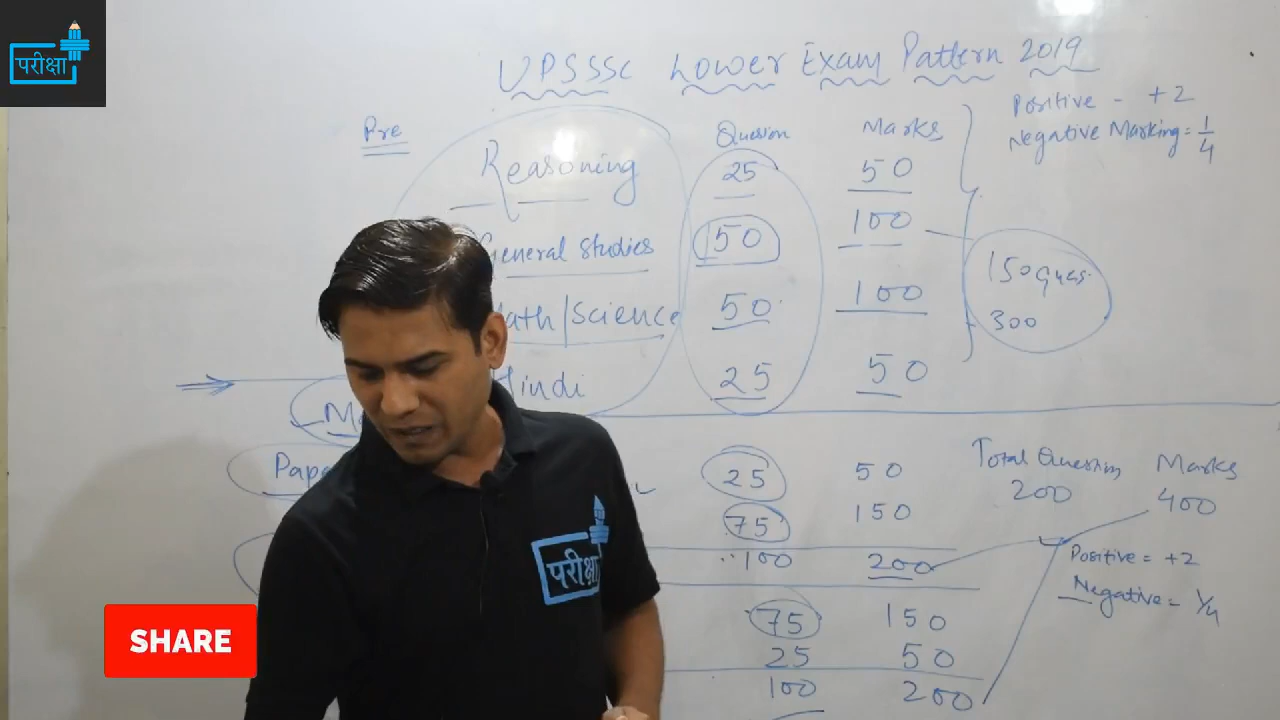 परीक्षा
UPSSSC Lower Exam Pattern 2019
Positive - +2
Negative Marking = 1/4
Pre Question Marks
Reasoning 25 50
General Studies 50 100
Math/Science 50 100
150 Ques.
300
Hindi 25 50
Pape 25 50
75 150
100 200
Total Question Marks
200 400
Positive = +2
Negative = 1/4
75 150
25 50
100 200
परीक्षा
SHARE